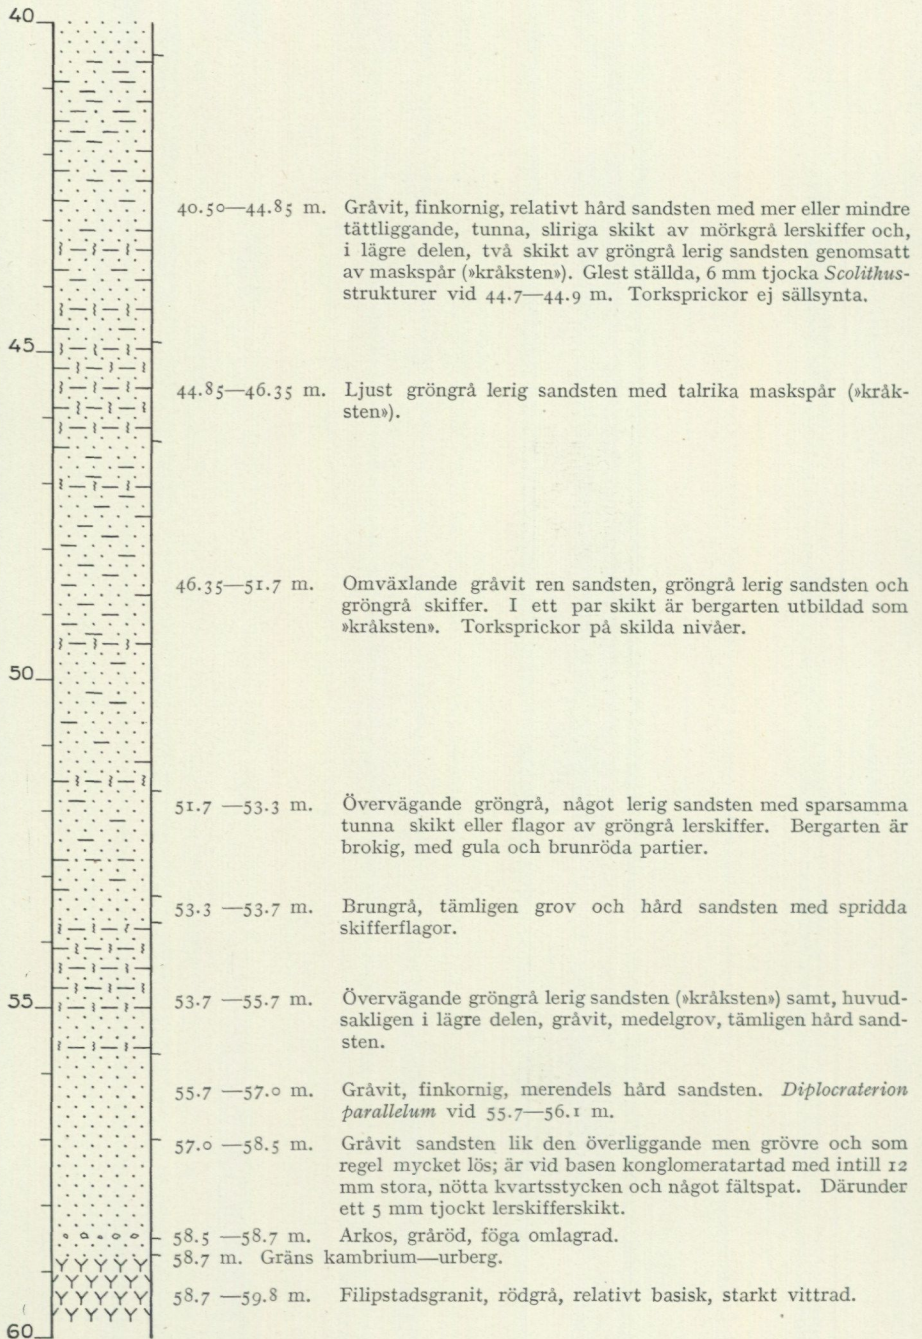 40
40.50—44.85 m. Gråvit, finkornig, relativt hård sandsten med mer eller mindre
tättliggande, tunna, sliriga skikt av mörkgrå lerskiffer och,
i lägre delen, två skikt av gröngrå lerig sandsten genomsatt
av maskspår (»kråksten»). Glest ställda, 6 mm tjocka Scolithus-
strukturer vid 44.7—44.9 m. Torksprickor ej sällsynta.
45
44.85—46.35 m. Ljust gröngrå lerig sandsten med talrika maskspår (»kråk-
sten»).
46.35—51.7 m. Omväxlande gråvit ren sandsten, gröngrå lerig sandsten och
gröngrå skiffer. I ett par skikt är bergarten utbildad som
»kråksten». Torksprickor på skilda nivåer.
50
51.7 —53.3 m. Övervägande gröngrå, något lerig sandsten med sparsamma
tunna skikt eller flagor av gröngrå lerskiffer. Bergarten är
brokig, med gula och brunröda partier.
53.3 —53.7 m. Brungrå, tämligen grov och hård sandsten med spridda
skifferflagor.
55
53.7 —55.7 m. Övervägande gröngrå lerig sandsten (»kråksten») samt, huvud-
sakligen i lägre delen, gråvit, medelgrov, tämligen hård sand-
sten.
55.7 —57.0 m. Gråvit, finkornig, merendels hård sandsten. Diplocraterion
parallelum vid 55.7—56.1 m.
57.0 —58.5 m. Gråvit sandsten lik den överliggande men grövre och som
regel mycket lös; är vid basen konglomeratartad med intill 12
mm stora, nötta kvartsstycken och något fältspat. Därunder
ett 5 mm tjockt lerskifferskikt.
58.5 —58.7 m. Arkos, gråröd, föga omlagrad.
58.7 m. Gräns kambrium—urberg.
58.7 —59.8 m. Filipstadsgranit, rödgrå, relativt basisk, starkt vittrad.
60